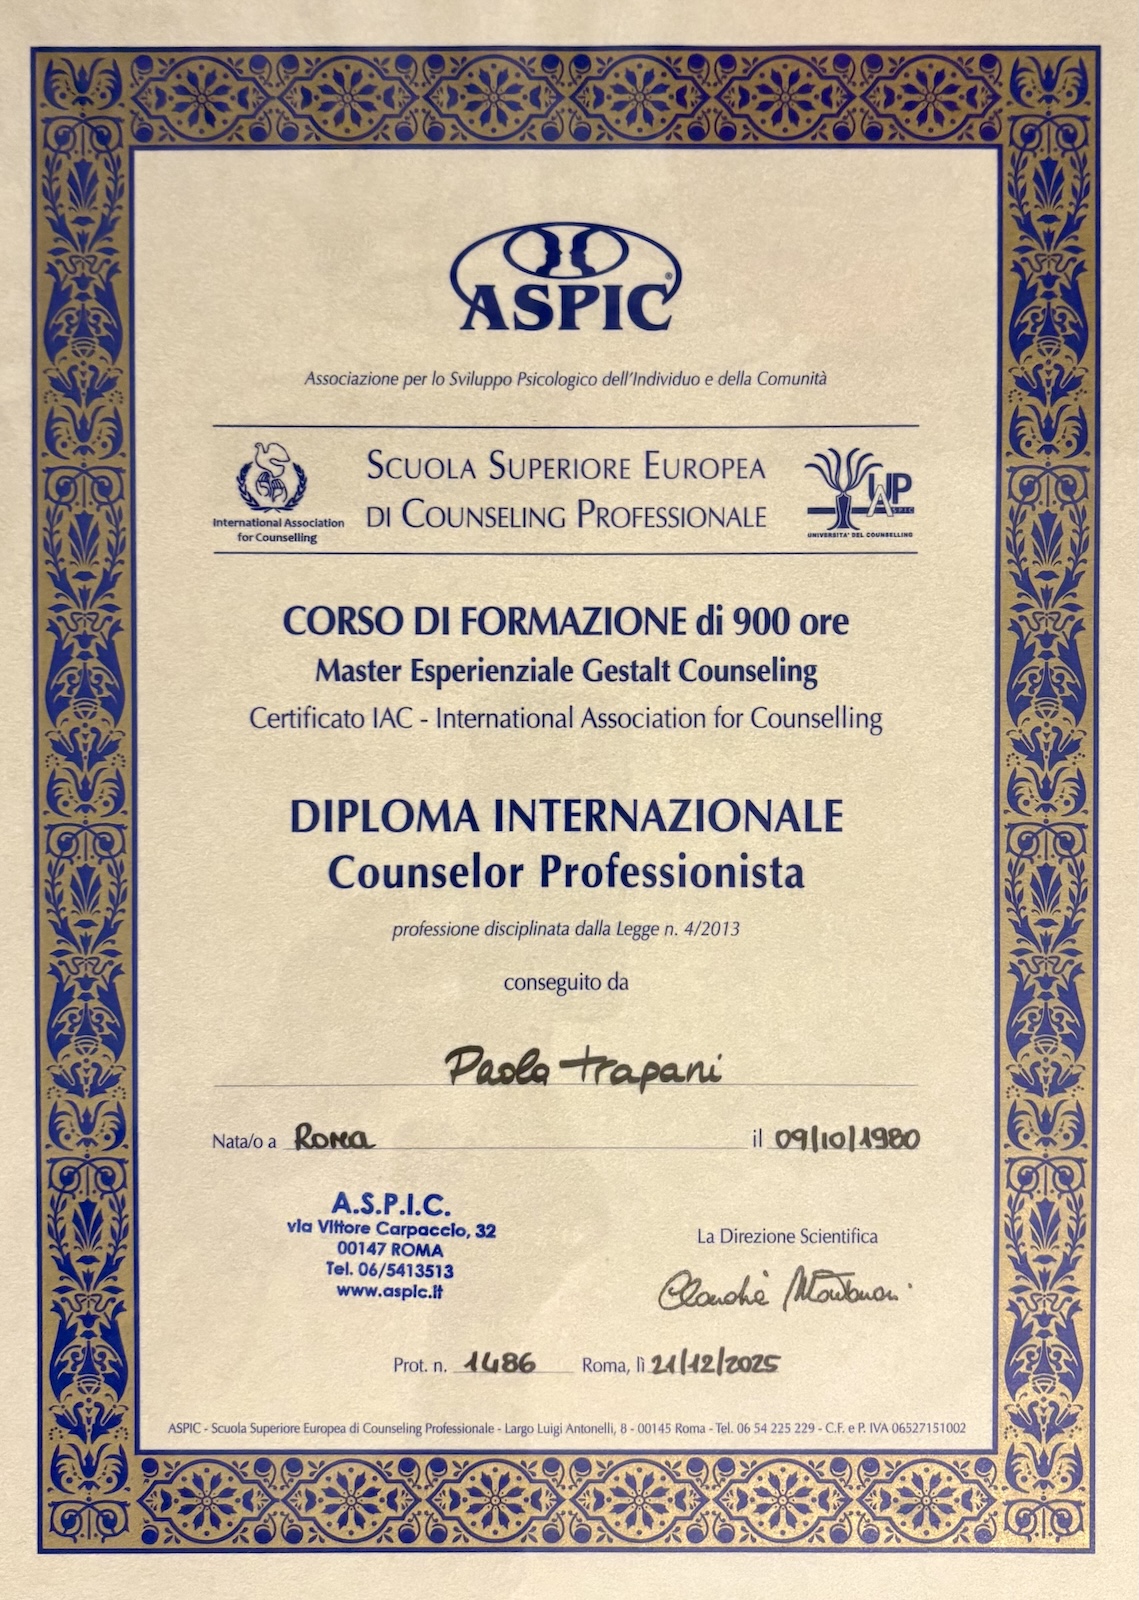 ASPIC®
Associazione per lo Sviluppo Psicologico dell'Individuo e della Comunità
International Association
for Counselling
SCUOLA SUPERIORE EUROPEA
DI COUNSELING PROFESSIONALE
UP
ASPIC
UNIVERSITA' DEL COUNSELLING
CORSO DI FORMAZIONE di 900 ore
Master Esperienziale Gestalt Counseling
Certificato IAC - International Association for Counselling
DIPLOMA INTERNAZIONALE
Counselor Professionista
professione disciplinata dalla Legge n. 4/2013
conseguito da
Paola Trapani
Nata/o a Roma il 09/10/1980
A.S.P.I.C.
via Vittore Carpaccio, 32
00147 ROMA
Tel. 06/5413513
www.aspic.it
La Direzione Scientifica
Claudia Montanari
Prot. n. 1486 Roma, lì 21/12/2025
ASPIC - Scuola Superiore Europea di Counseling Professionale - Largo Luigi Antonelli, 8 - 00145 Roma - Tel. 06 54 225 229 - C.F. e P. IVA 06527151002